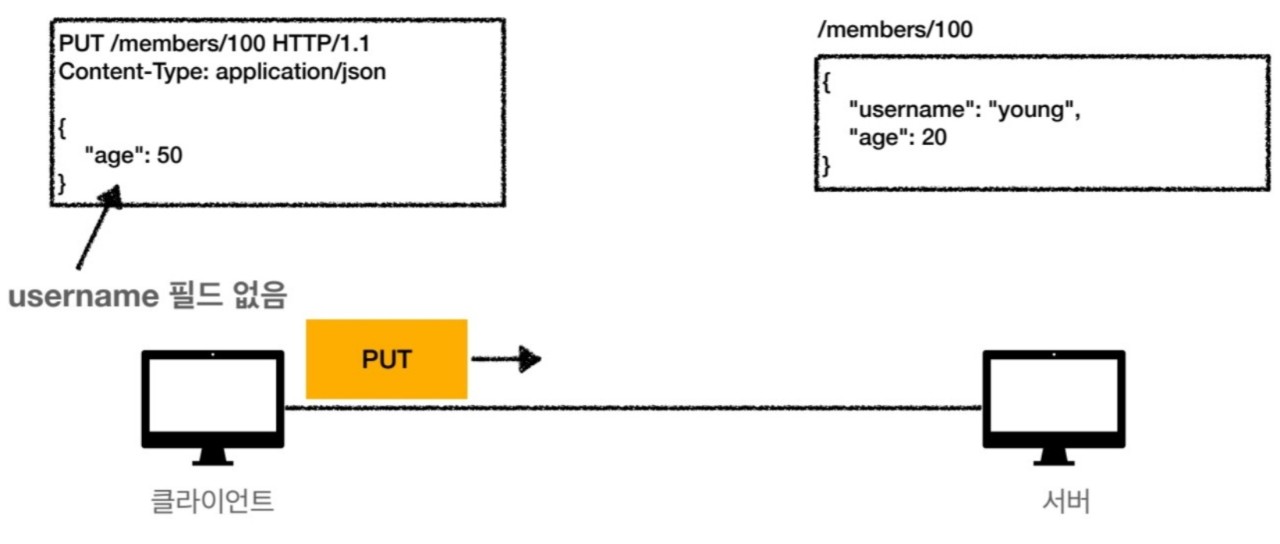 PUT /members/100 HTTP/1.1
Content-Type: application/json
{
"age": 50
}
username 필드 없음
/members/100
{
"username": "young",
"age": 20
}
PUT
클라이언트
서버